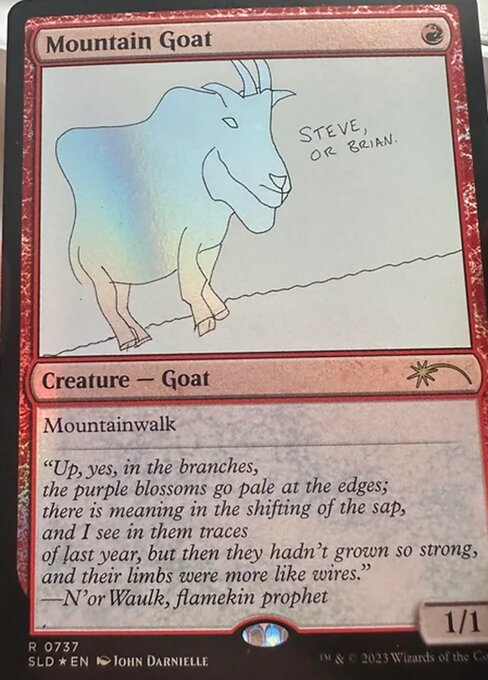 Mountain Goat
STEVE,
OR BRIAN.
Creature — Goat
Mountainwalk
“Up, yes, in the branches,
the purple blossoms go pale at the edges;
there is meaning in the shifting of the sap,
and I see in them traces
of last year, but then they hadn’t grown so strong,
and their limbs were more like wires.”
—N’or Waulk, flamekin prophet
1/1
R 0737
SLD ★ EN John Darnielle
™ & © 2023 Wizards of the Co